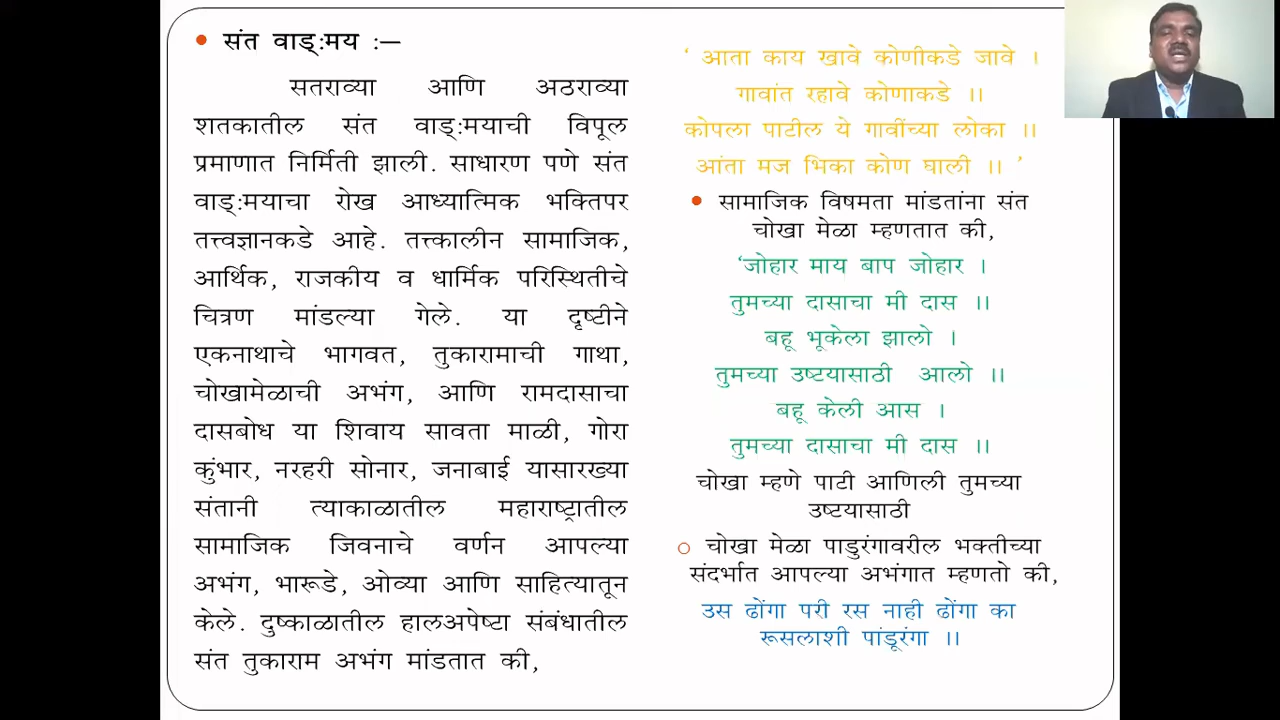 • संत वाड्:मय :—
सतराव्या आणि अठराव्या
शतकातील संत वाड्:मयाची विपूल
प्रमाणात निर्मिती झाली. साधारण पणे संत
वाड्:मयाचा रोख आध्यात्मिक भक्तिपर
तत्त्वज्ञानकडे आहे. तत्त्कालीन सामाजिक,
आर्थिक, राजकीय व धार्मिक परिस्थितीचे
चित्रण मांडल्या गेले. या दृष्टीने
एकनाथाचे भागवत, तुकारामाची गाथा,
चोखामेळाची अभंग, आणि रामदासाचा
दासबोध या शिवाय सावता माळी, गोरा
कुंभार, नरहरी सोनार, जनाबाई यासारख्या
संतानी त्याकाळातील महाराष्ट्रातील
सामाजिक जिवनाचे वर्णन आपल्या
अभंग, भारूडे, ओव्या आणि साहित्यातून
केले. दुष्काळातील हालअपेष्टा संबंधातील
संत तुकाराम अभंग मांडतात की,
‘ आता काय खावे कोणीकडे जावे ।
गावांत रहावे कोणाकडे ।।
कोपला पाटील ये गावींच्या लोका ।।
आंता मज भिका कोण घाली ।। ’
• सामाजिक विषमता मांडतांना संत
चोखा मेळा म्हणतात की,
‘जोहार माय बाप जोहार ।
तुमच्या दासाचा मी दास ।।
बहू भूकेला झालो ।
तुमच्या उष्टयासाठी आलो ।।
बहू केली आस ।
तुमच्या दासाचा मी दास ।।
चोखा म्हणे पाटी आणिली तुमच्या
उष्टयासाठी
○ चोखा मेळा पाडुरंगावरील भक्तीच्या
संदर्भात आपल्या अभंगात म्हणतो की,
उस ढोंगा परी रस नाही ढोंगा का
रूसलाशी पांडूरंगा ।।